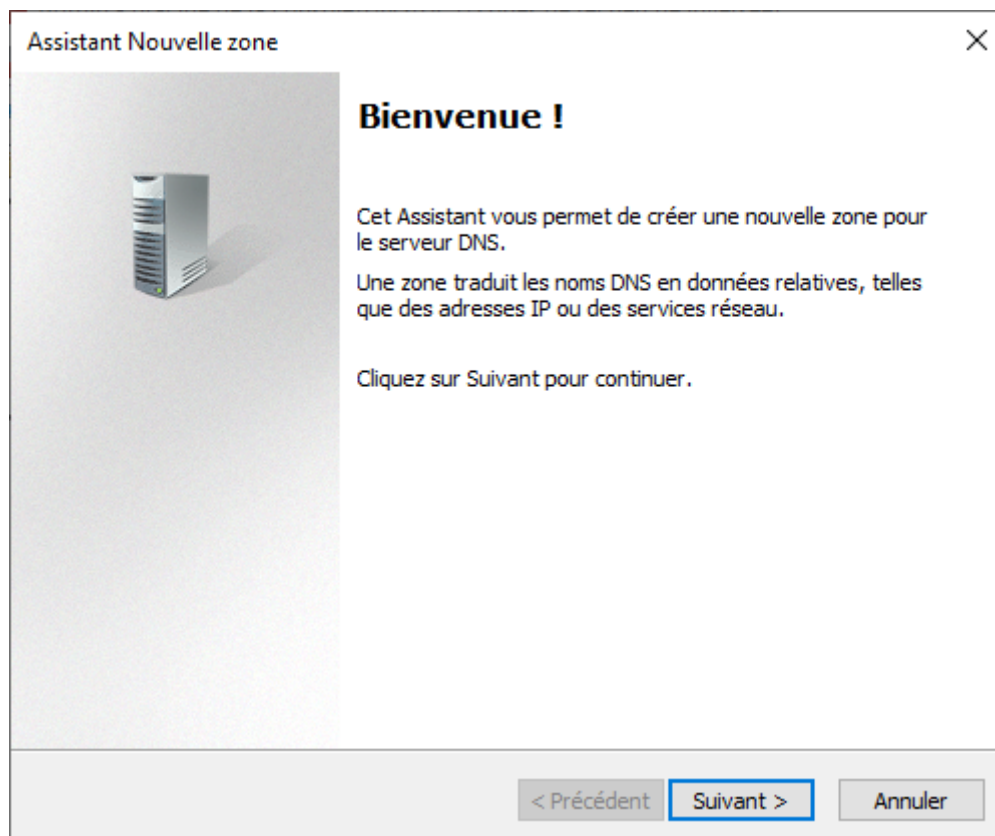 Assistant Nouvelle zone
Bienvenue !
Cet Assistant vous permet de créer une nouvelle zone pour
le serveur DNS.
Une zone traduit les noms DNS en données relatives, telles
que des adresses IP ou des services réseau.
Cliquez sur Suivant pour continuer.
< Précédent
Suivant >
Annuler